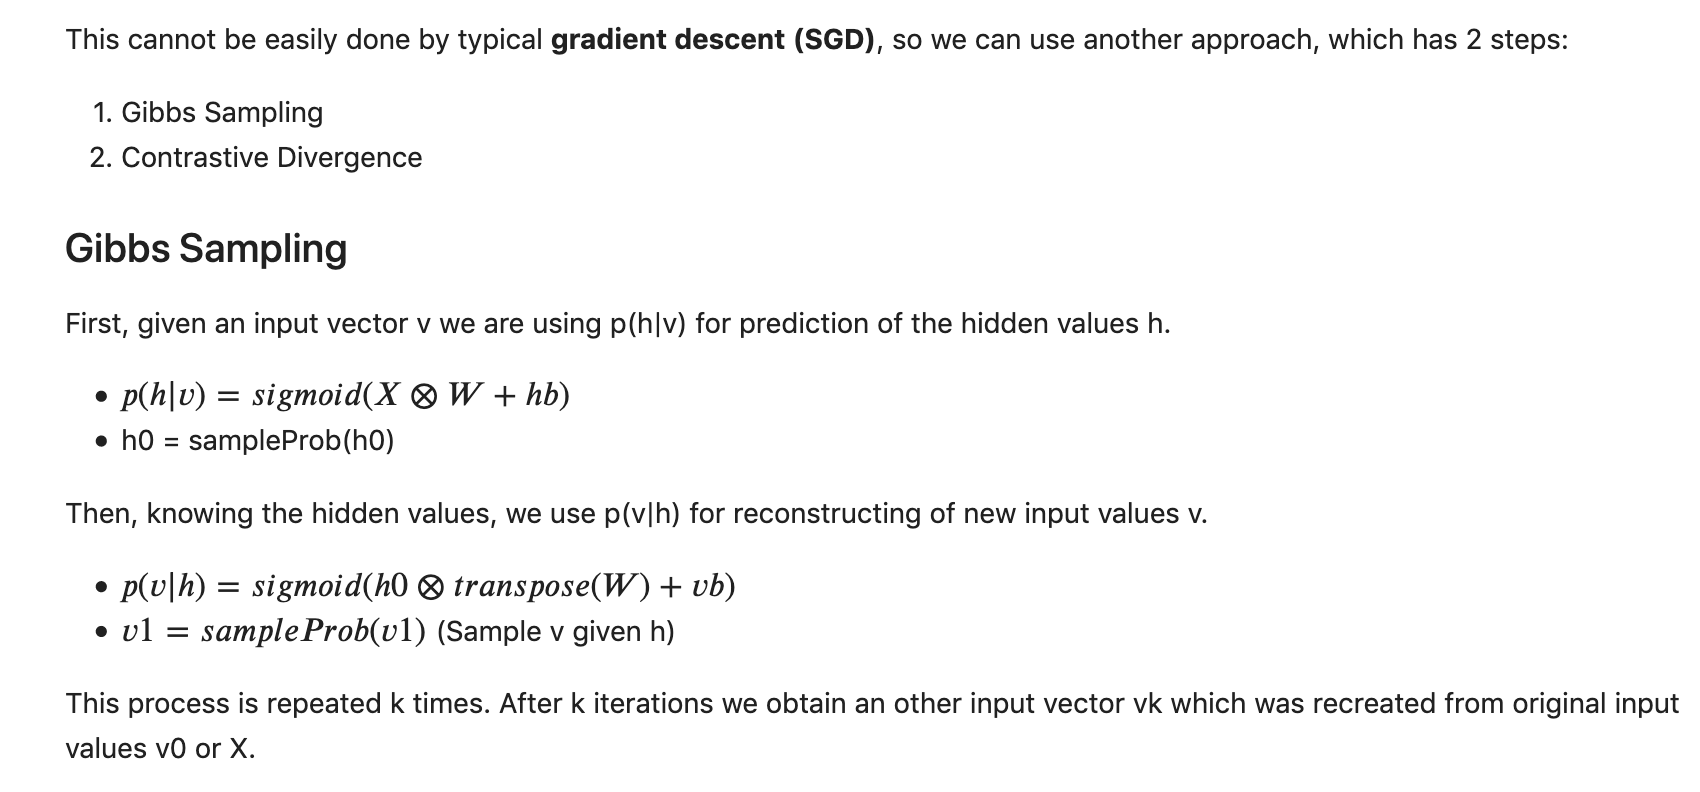 This cannot be easily done by typical gradient descent (SGD), so we can use another approach, which has 2 steps:
1. Gibbs Sampling
2. Contrastive Divergence
Gibbs Sampling
First, given an input vector v we are using p(h|v) for prediction of the hidden values h.
• p(h|v) = sigmoid(X ⊗ W + hb)
• h0 = sampleProb(h0)
Then, knowing the hidden values, we use p(v|h) for reconstructing of new input values v.
• p(v|h) = sigmoid(h0 ⊗ transpose(W) + vb)
• v1 = sampleProb(v1) (Sample v given h)
This process is repeated k times. After k iterations we obtain an other input vector vk which was recreated from original input
values v0 or X.